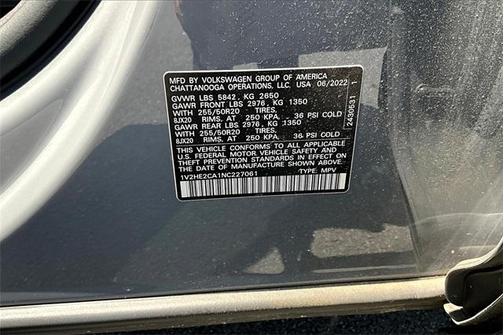 MFD BY VOLKSWAGEN GROUP OF AMERICA
CHATTANOOGA OPERATIONS, LLC. USA 06/2022
GVWR LBS 5842, KG 2650
GAWR FRONT LBS 2976, KG 1350
WITH 255/50R20 TIRES,
8JX20 RIMS, AT 250 KPA. 36 PSI COLD
GAWR REAR LBS 2976, KG 1350
WITH 255/50R20 TIRES,
8JX20 RIMS, AT 250 KPA. 36 PSI COLD
THIS VEHICLE CONFORMS TO ALL APPLICABLE
U.S. FEDERAL MOTOR VEHICLE SAFETY AND
THEFT PREVENTION STANDARDS IN EFFECT ON
THE DATE OF MANUFACTURE SHOWN ABOVE.
1V2HE2CA1NC227061 TYPE: MPV
2430531 1